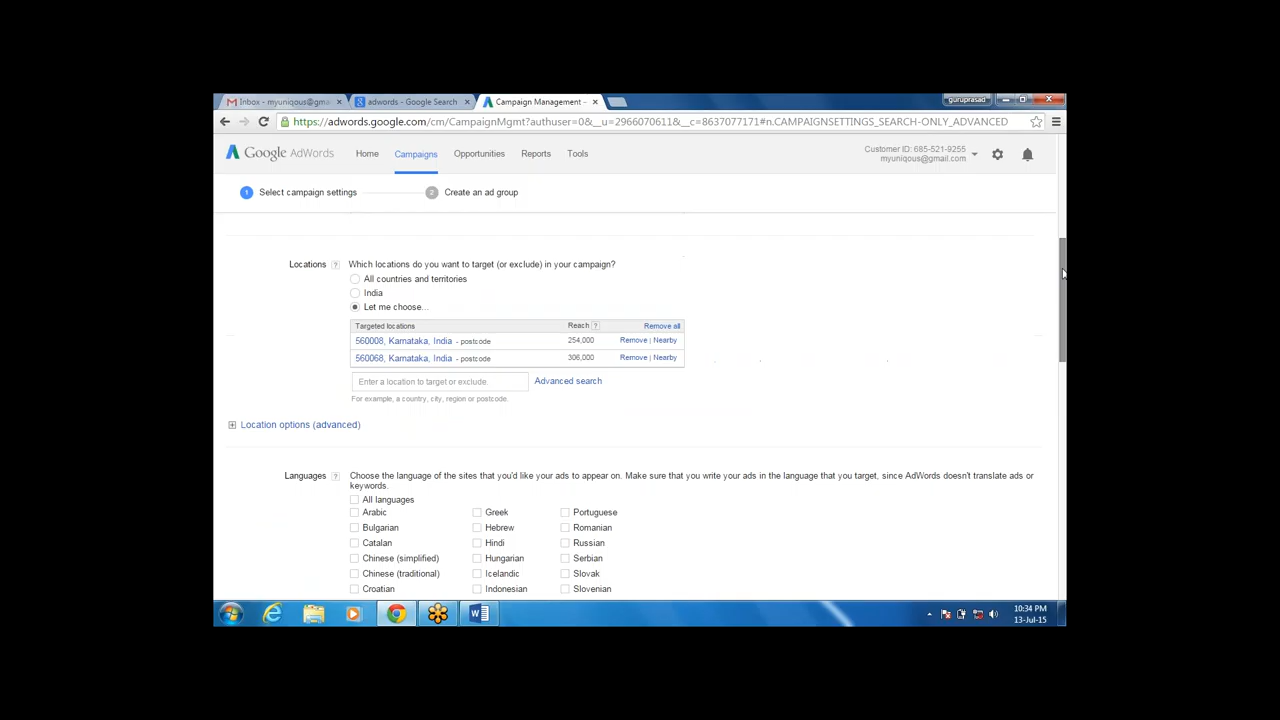 Inbox - myuniqous@gma
adwords - Google Search
Campaign Management -
guruprasad
https://adwords.google.com/cm/CampaignMgmt?authuser=0&__u=2966070611&__c=8637077171#n.CAMPAIGNSETTINGS_SEARCH-ONLY_ADVANCED
Google AdWords
Home
Campaigns
Opportunities
Reports
Tools
Customer ID: 685-521-9255
myuniqous@gmail.com
1 Select campaign settings
2 Create an ad group
Locations ? Which locations do you want to target (or exclude) in your campaign?
All countries and territories
India
Let me choose...
Targeted locations Reach ? Remove all
560008, Karnataka, India - postcode 254,000 Remove | Nearby
560068, Karnataka, India - postcode 306,000 Remove | Nearby
Enter a location to target or exclude. Advanced search
For example, a country, city, region or postcode.
Location options (advanced)
Languages ? Choose the language of the sites that you'd like your ads to appear on. Make sure that you write your ads in the language that you target, since AdWords doesn't translate ads or
keywords.
All languages
Arabic Greek Portuguese
Bulgarian Hebrew Romanian
Catalan Hindi Russian
Chinese (simplified) Hungarian Serbian
Chinese (traditional) Icelandic Slovak
Croatian Indonesian Slovenian
10:34 PM
13-Jul-15